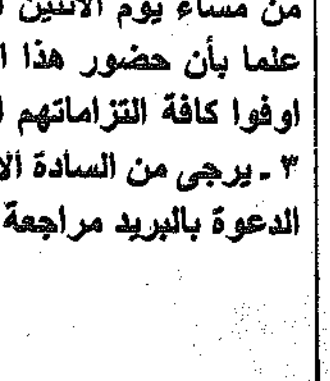 من مساء يوم الاثنين
علما بأن حضور هذا
اوفوا كافة التزاماتهم
٣ ـ يرجى من السادة
الدعوة بالبريد مراجعة